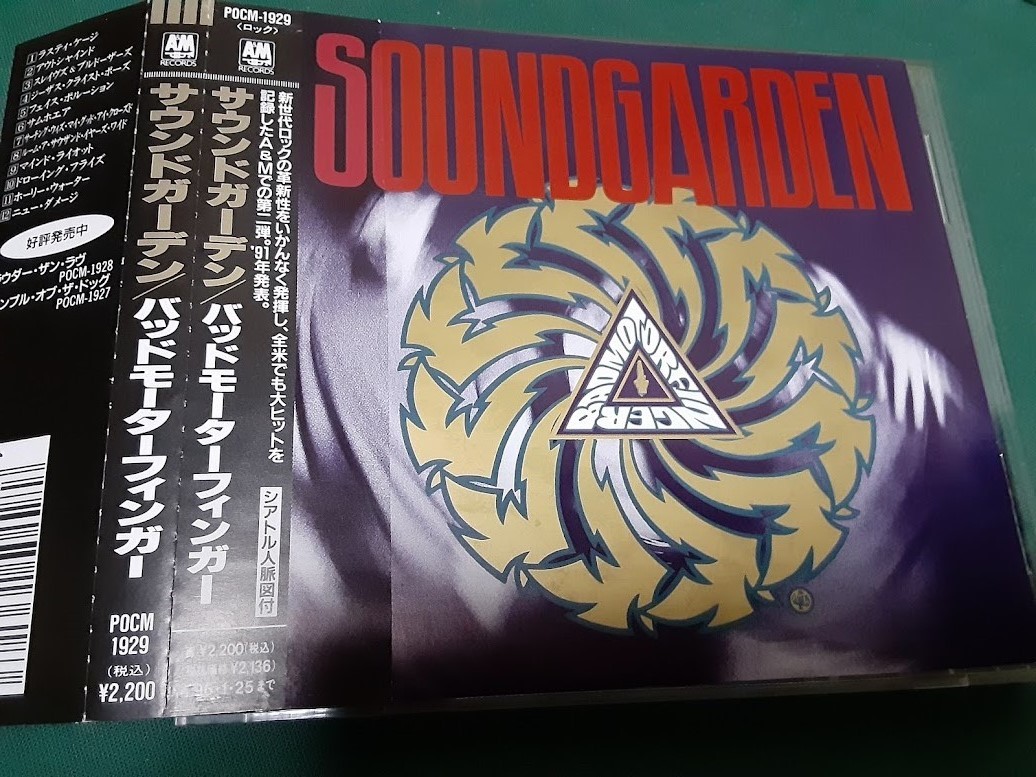 1 ラスティ・ケージ
2 アウトシャインド
3 スレイヴズ&ブルドーザーズ
4 ジーザス・クライスト・ポーズ
5 フェイス・ポルーション
6 サムホエア
7 サーチング・ウィズ・マイ・グッド・アイ・クローズド
8 ルーム・ア・サウザンド・イヤーズ・ワイド
9 マインド・ライオット
10 ドローイング・フライズ
11 ホーリー・ウォーター
12 ニュー・ダメージ
好評発売中
ラウダー・ザン・ラヴ
POCM-1928
ンプル・オブ・ザ・ドッグ
POCM-1927
A&M
RECORDS
サウンドガーデン/バッドモーターフィンガー
POCM
1929
(税込)
¥2,200
POCM-1929
〈ロック〉
A&M
RECORDS
サウンドガーデン/バッドモーターフィンガー
新世代ロックの革新性をいかんなく発揮し、全米でも大ヒットを
記録したA&Mでの第二弾。'91年発表。
シアトル人脈図付
¥2,200(税込)
¥2,136)
1・25まで
SOUNDGARDEN
BADMOTORFINGER